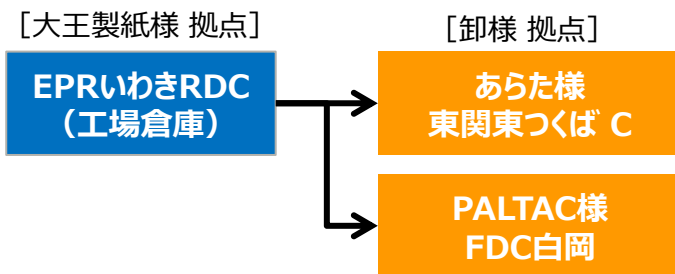 ［大王製紙様 拠点］
［卸様 拠点］
EPRいわきRDC
（工場倉庫）
あらた様
東関東つくば C
PALTAC様
FDC白岡